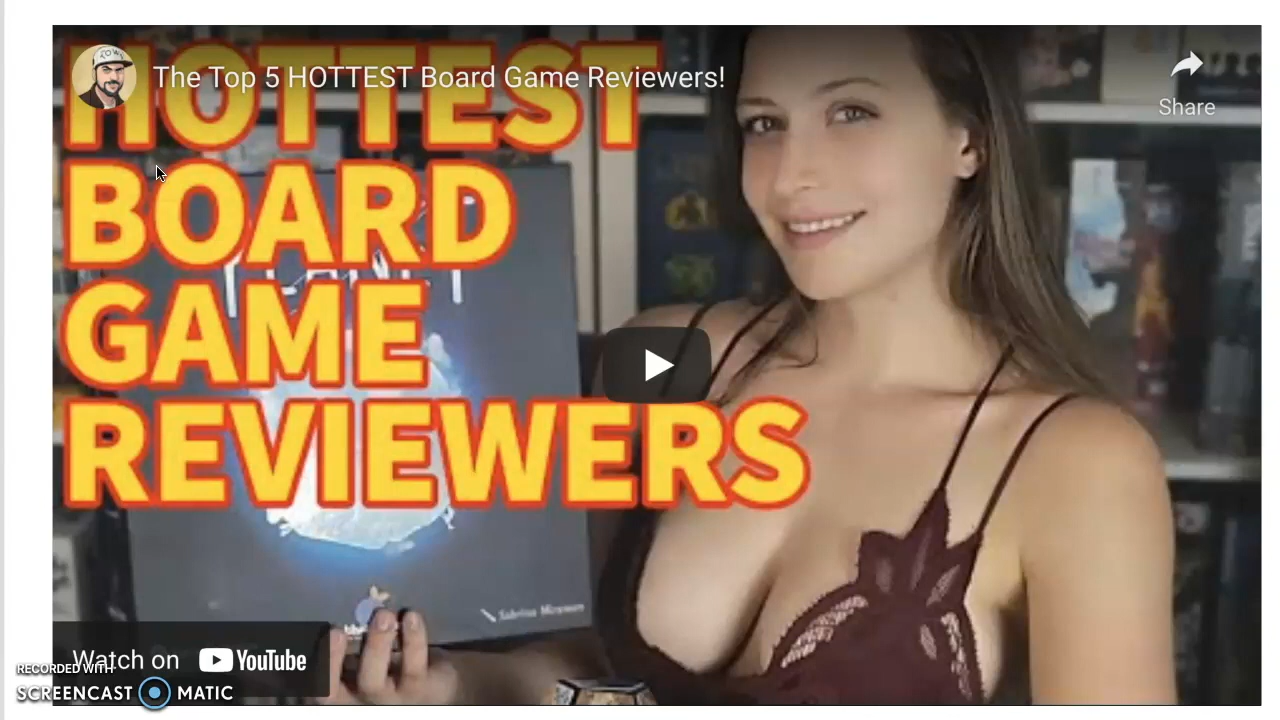 The Top 5 HOTTEST Board Game Reviewers!
Share
HOTTEST
BOARD
GAME
REVIEWERS
Watch on YouTube
RECORDED WITH
SCREENCAST MATIC